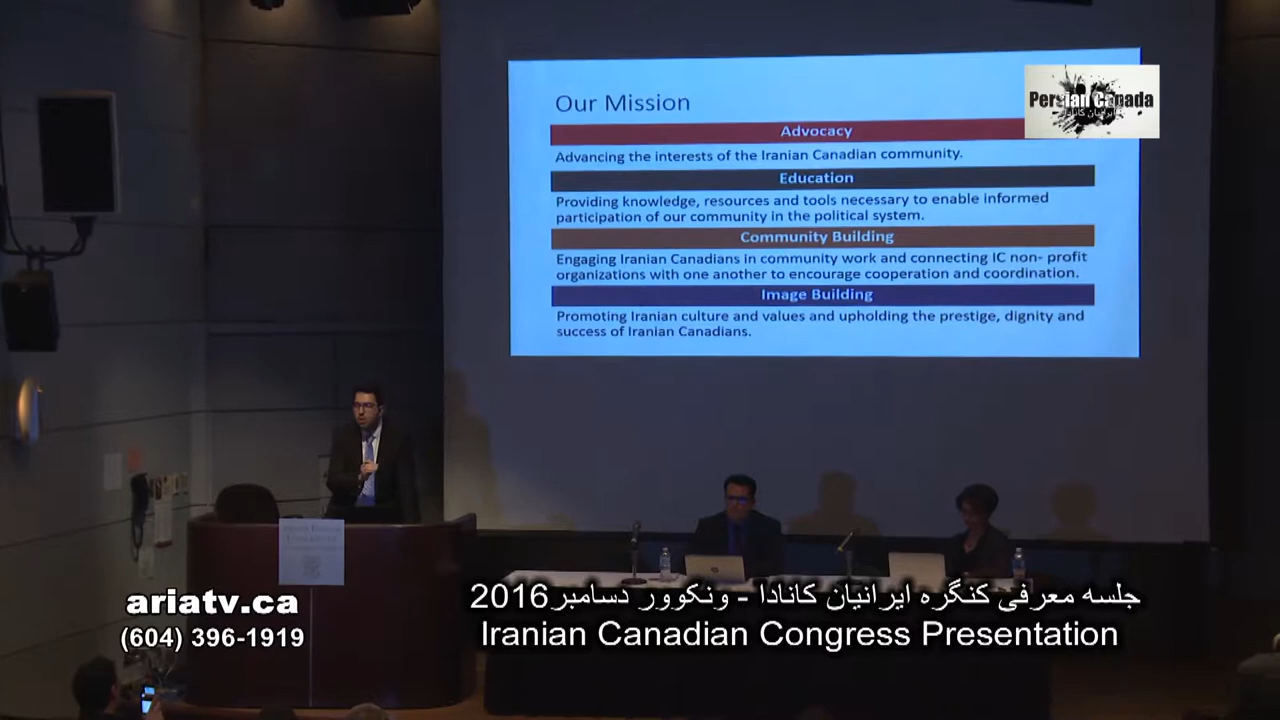 Our Mission
Persian Canada
ایرانیان کانادا
Advocacy
Advancing the interests of the Iranian Canadian community.
Education
Providing knowledge, resources and tools necessary to enable informed
participation of our community in the political system.
Community Building
Engaging Iranian Canadians in community work and connecting IC non- profit
organizations with one another to encourage cooperation and coordination.
Image Building
Promoting Iranian culture and values and upholding the prestige, dignity and
success of Iranian Canadians.
ariatv.ca
(604) 396-1919
جلسه معرفی کنگره ایرانیان کانادا - ونکوور دسامبر2016
Iranian Canadian Congress Presentation